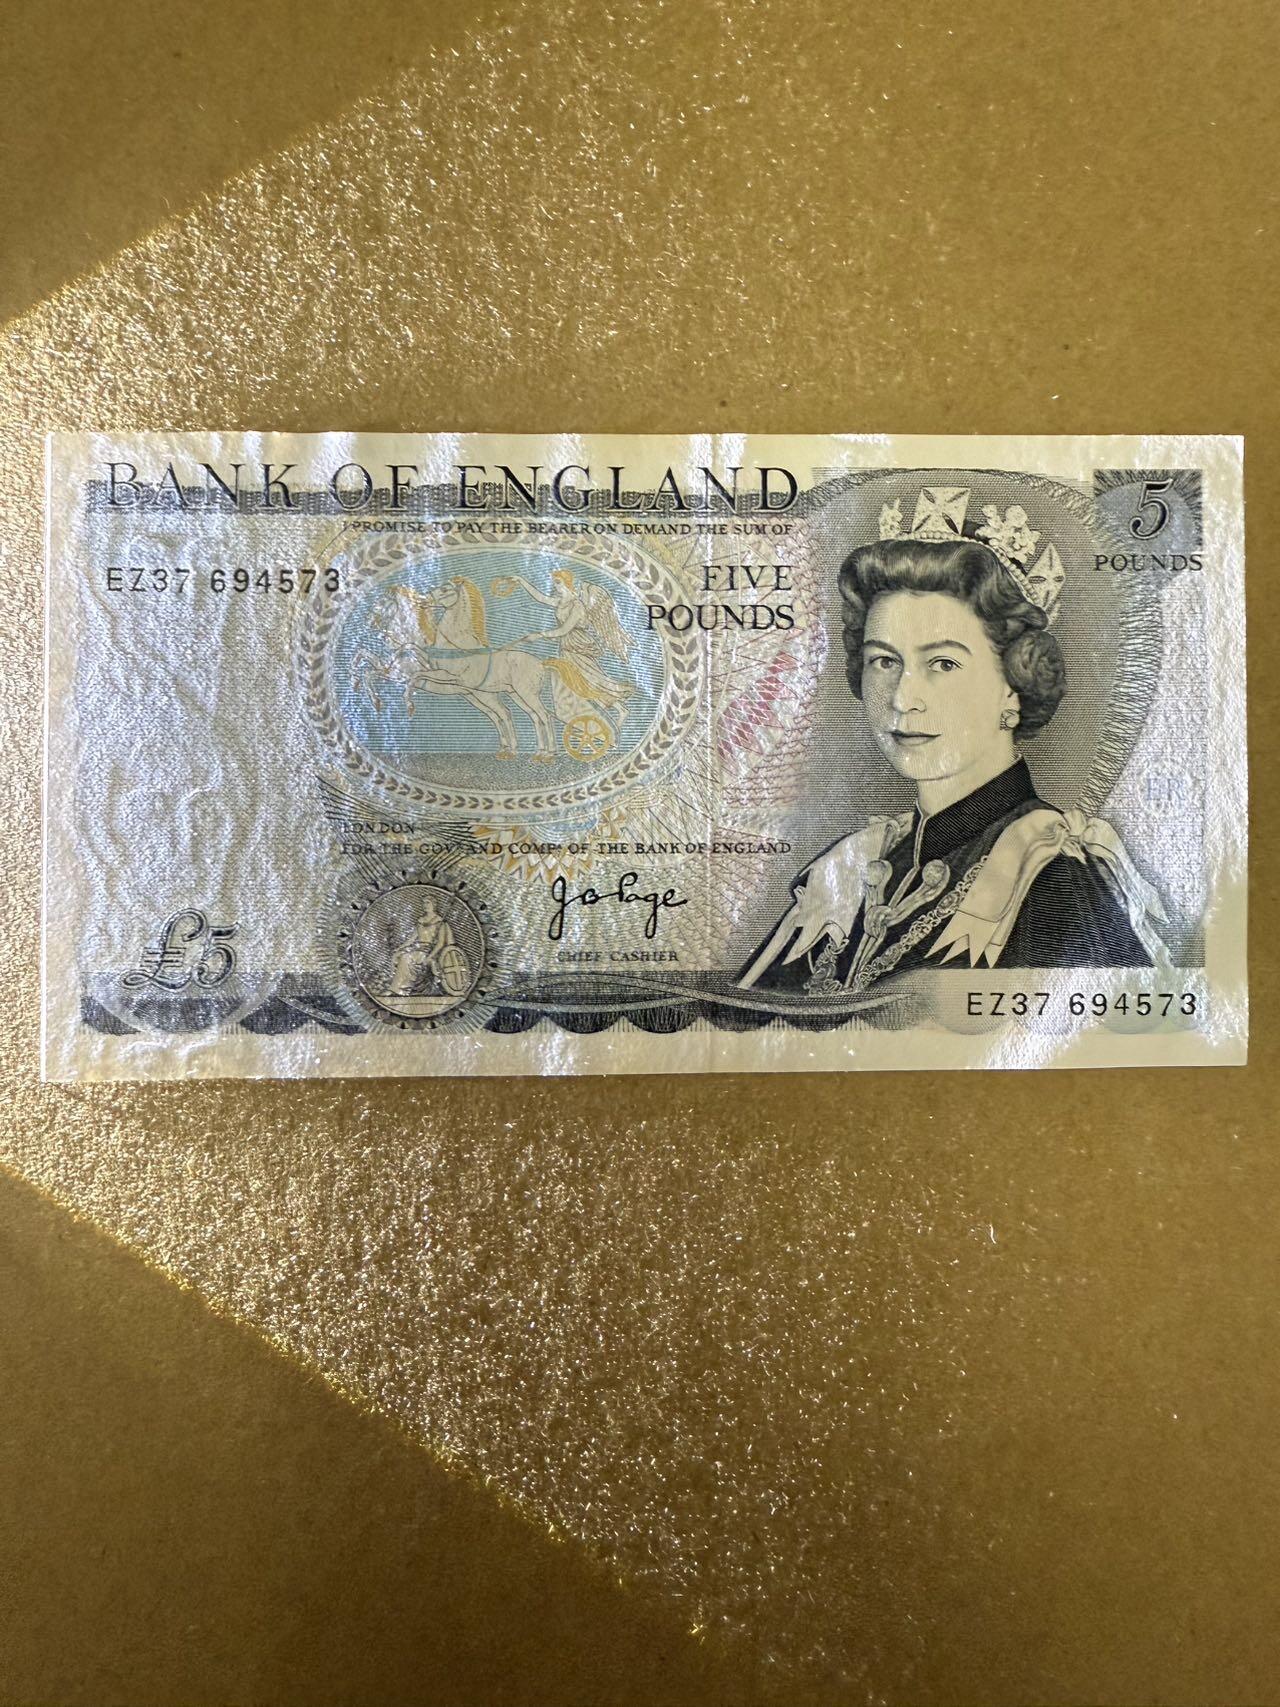 BANK OF ENGLAND
I PROMISE TO PAY THE BEARER ON DEMAND THE SUM OF
5
POUNDS
EZ37 694573
FIVE
POUNDS
ER
LONDON
FOR THE GOVR AND COMPA OF THE BANK OF ENGLAND
J B Page
CHIEF CASHIER
£5
EZ37 694573